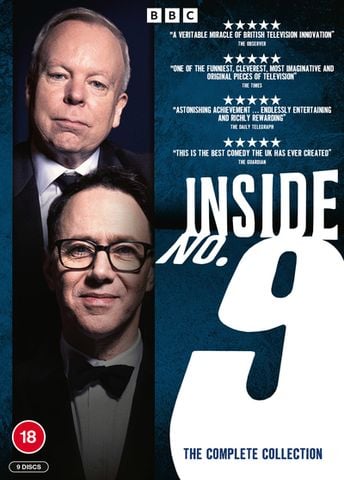 BBC
★★★★★
"A VERITABLE MIRACLE OF BRITISH TELEVISION INNOVATION"
THE OBSERVER
★★★★★
"ONE OF THE FUNNIEST, CLEVEREST, MOST IMAGINATIVE AND
ORIGINAL PIECES OF TELEVISION"
THE TIMES
★★★★★
"ASTONISHING ACHIEVEMENT ... ENDLESSLY ENTERTAINING
AND RICHLY REWARDING"
THE DAILY TELEGRAPH
★★★★★
"THIS IS THE BEST COMEDY THE UK HAS EVER CREATED"
THE GUARDIAN
INSIDE
NO.
9
THE COMPLETE COLLECTION
18
9 DISCS